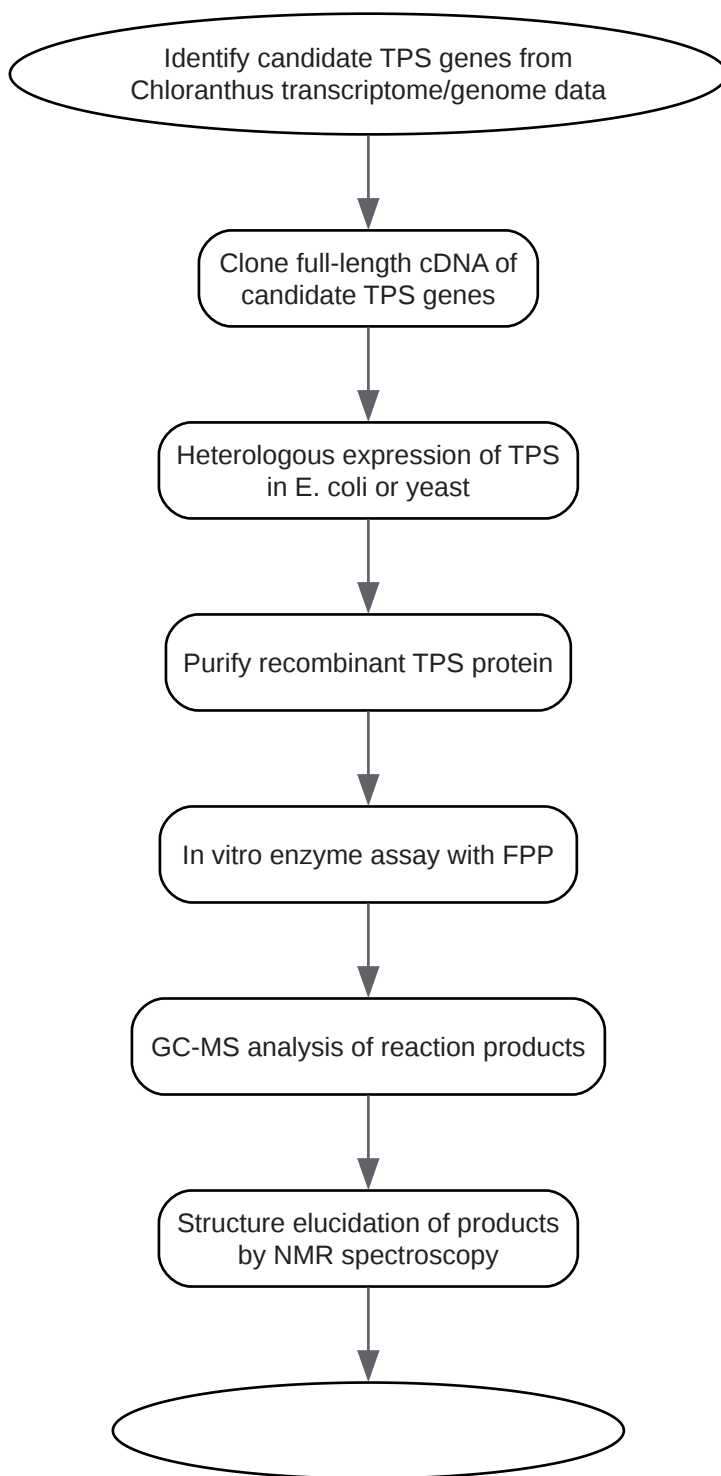 Identify candidate TPS genes from
Chloranthus transcriptome/genome data
Clone full-length cDNA of
candidate TPS genes
Heterologous expression of TPS
in E. coli or yeast
Purify recombinant TPS protein
In vitro enzyme assay with FPP
GC-MS analysis of reaction products
Structure elucidation of products
by NMR spectroscopy